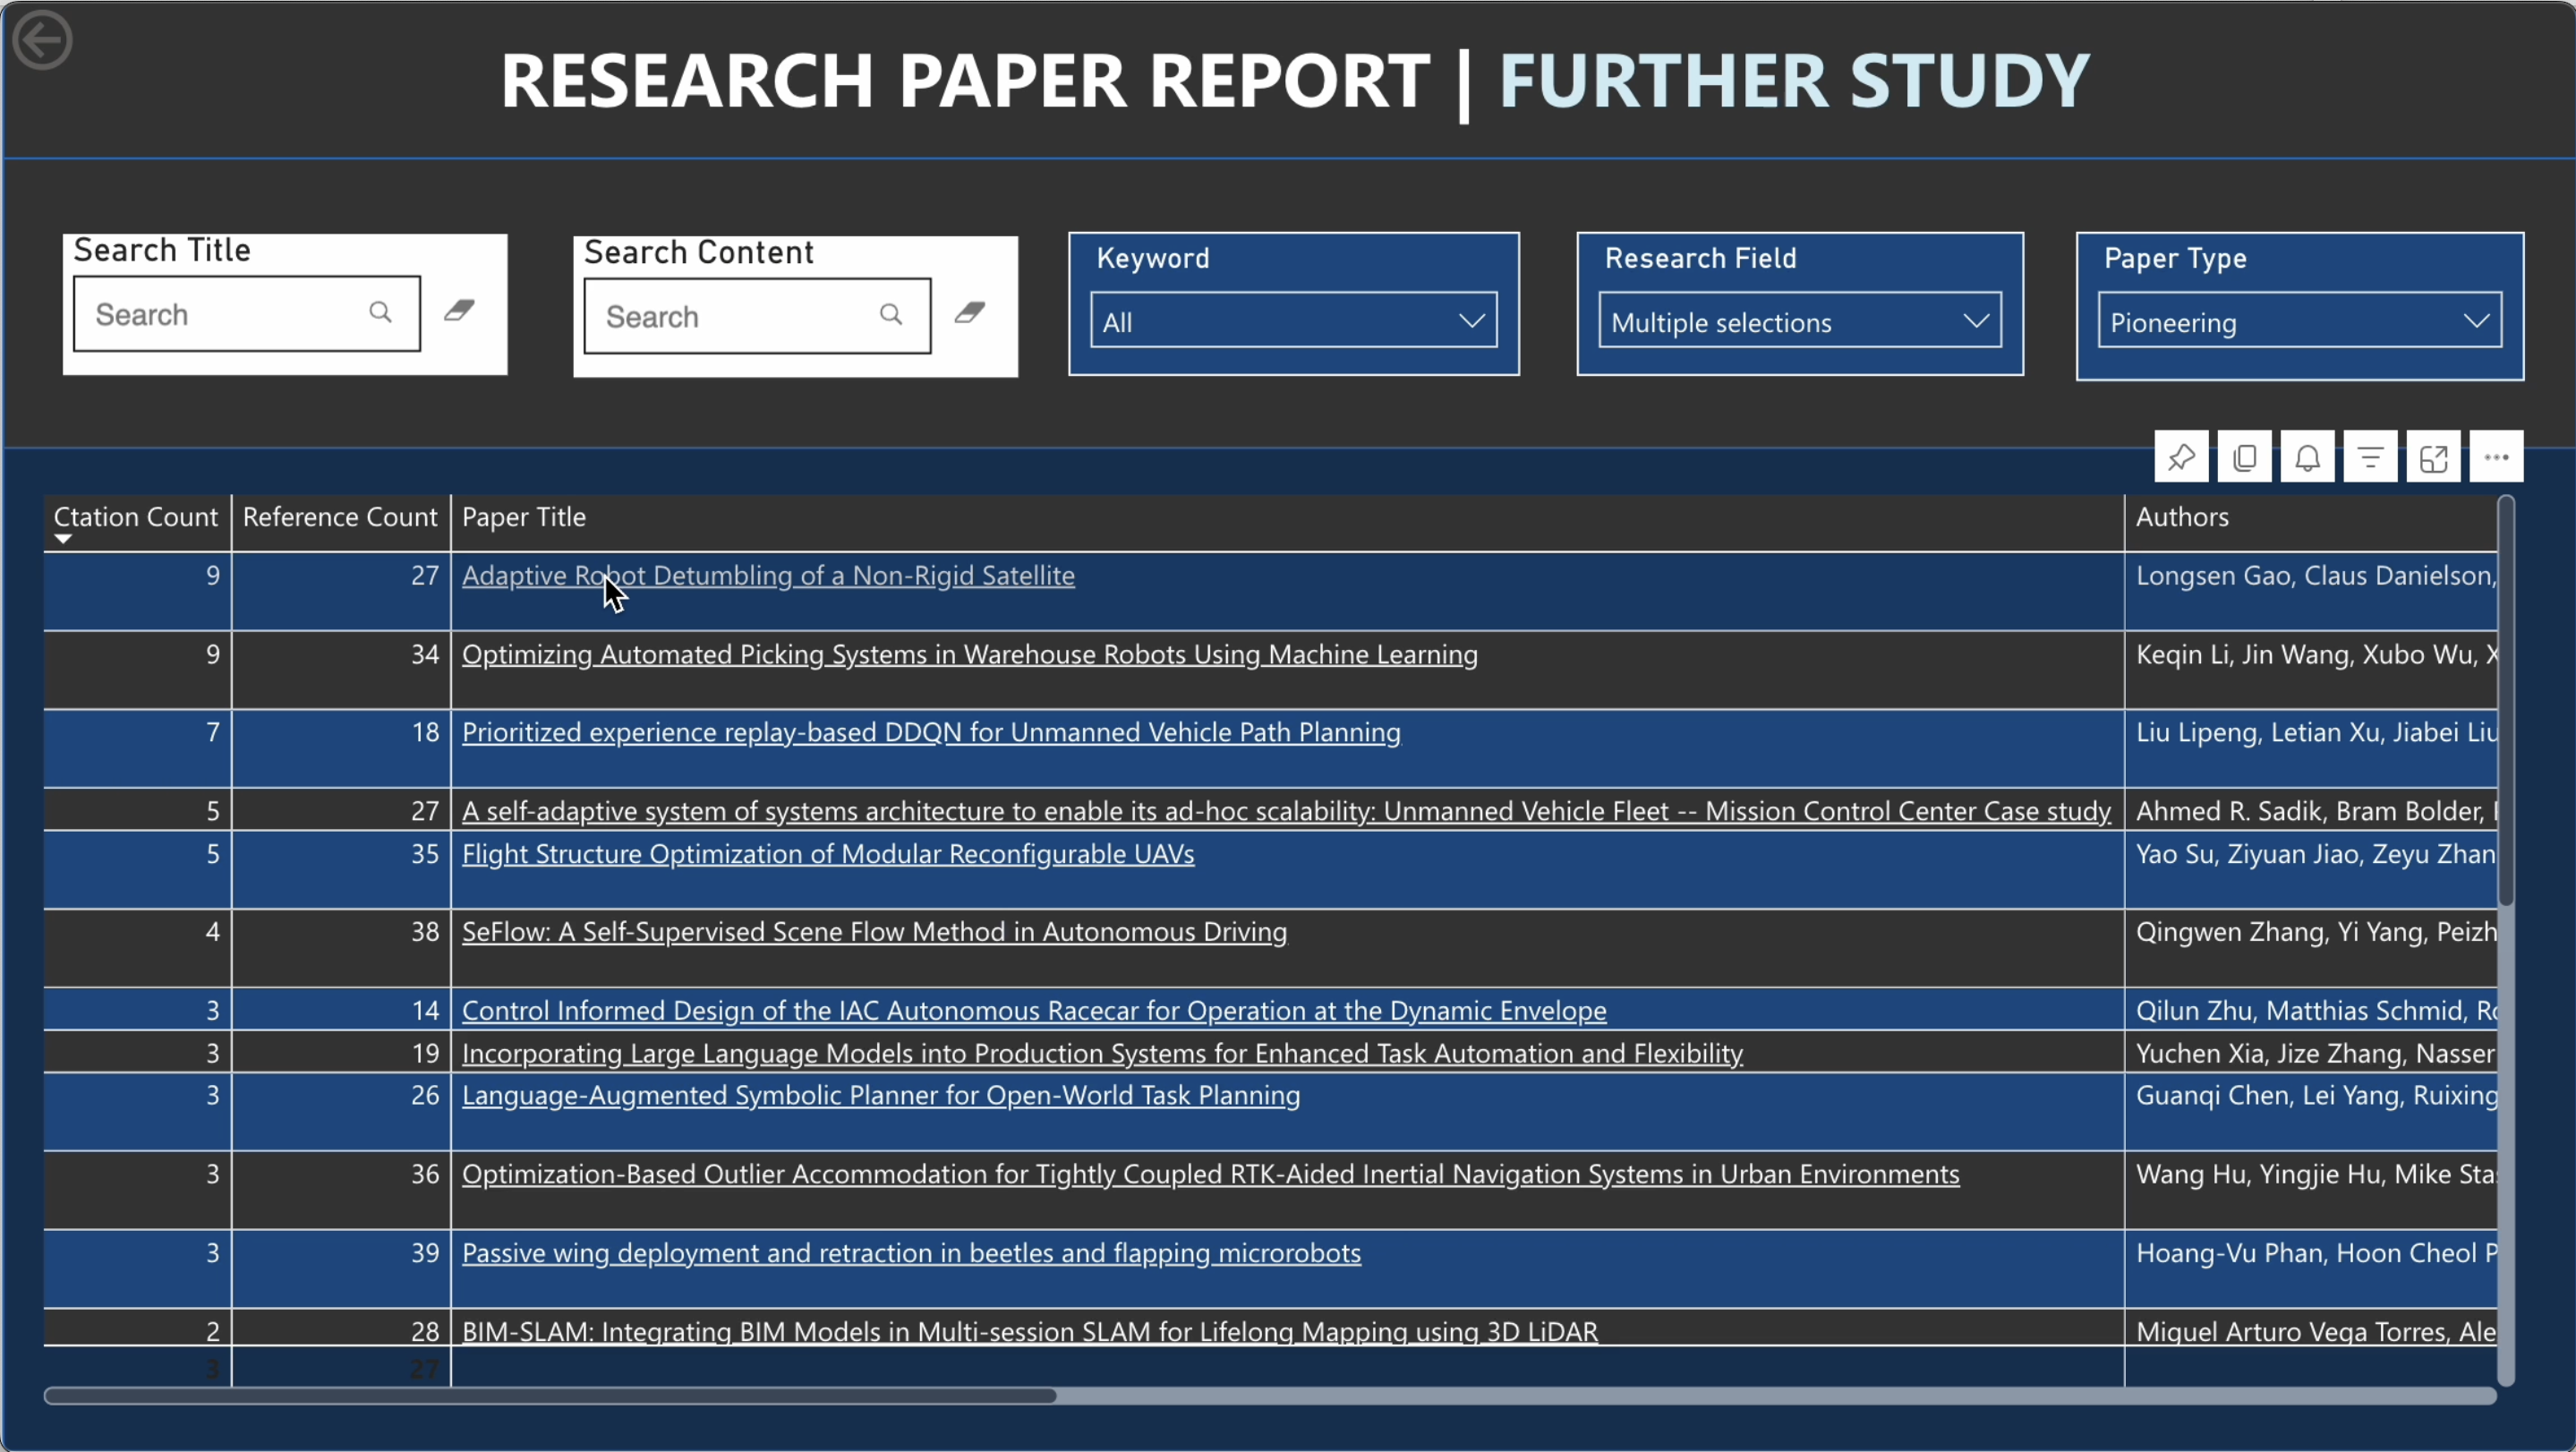 RESEARCH PAPER REPORT | FURTHER STUDY
Search Title
Search
Search Content
Search
Keyword
All
Research Field
Multiple selections
Paper Type
Pioneering
Ctation Count Reference Count Paper Title Authors
9 27 Adaptive Robot Detumbling of a Non-Rigid Satellite Longsen Gao, Claus Danielson,
9 34 Optimizing Automated Picking Systems in Warehouse Robots Using Machine Learning Keqin Li, Jin Wang, Xubo Wu, X
7 18 Prioritized experience replay-based DDQN for Unmanned Vehicle Path Planning Liu Lipeng, Letian Xu, Jiabei Liu
5 27 A self-adaptive system of systems architecture to enable its ad-hoc scalability: Unmanned Vehicle Fleet -- Mission Control Center Case study Ahmed R. Sadik, Bram Bolder,
5 35 Flight Structure Optimization of Modular Reconfigurable UAVs Yao Su, Ziyuan Jiao, Zeyu Zhan
4 38 SeFlow: A Self-Supervised Scene Flow Method in Autonomous Driving Qingwen Zhang, Yi Yang, Peizh
3 14 Control Informed Design of the IAC Autonomous Racecar for Operation at the Dynamic Envelope Qilun Zhu, Matthias Schmid, Ro
3 19 Incorporating Large Language Models into Production Systems for Enhanced Task Automation and Flexibility Yuchen Xia, Jize Zhang, Nasser
3 26 Language-Augmented Symbolic Planner for Open-World Task Planning Guanqi Chen, Lei Yang, Ruixing
3 36 Optimization-Based Outlier Accommodation for Tightly Coupled RTK-Aided Inertial Navigation Systems in Urban Environments Wang Hu, Yingjie Hu, Mike Sta
3 39 Passive wing deployment and retraction in beetles and flapping microrobots Hoang-Vu Phan, Hoon Cheol P
2 28 BIM-SLAM: Integrating BIM Models in Multi-session SLAM for Lifelong Mapping using 3D LiDAR Miguel Arturo Vega Torres, Ale
3 27